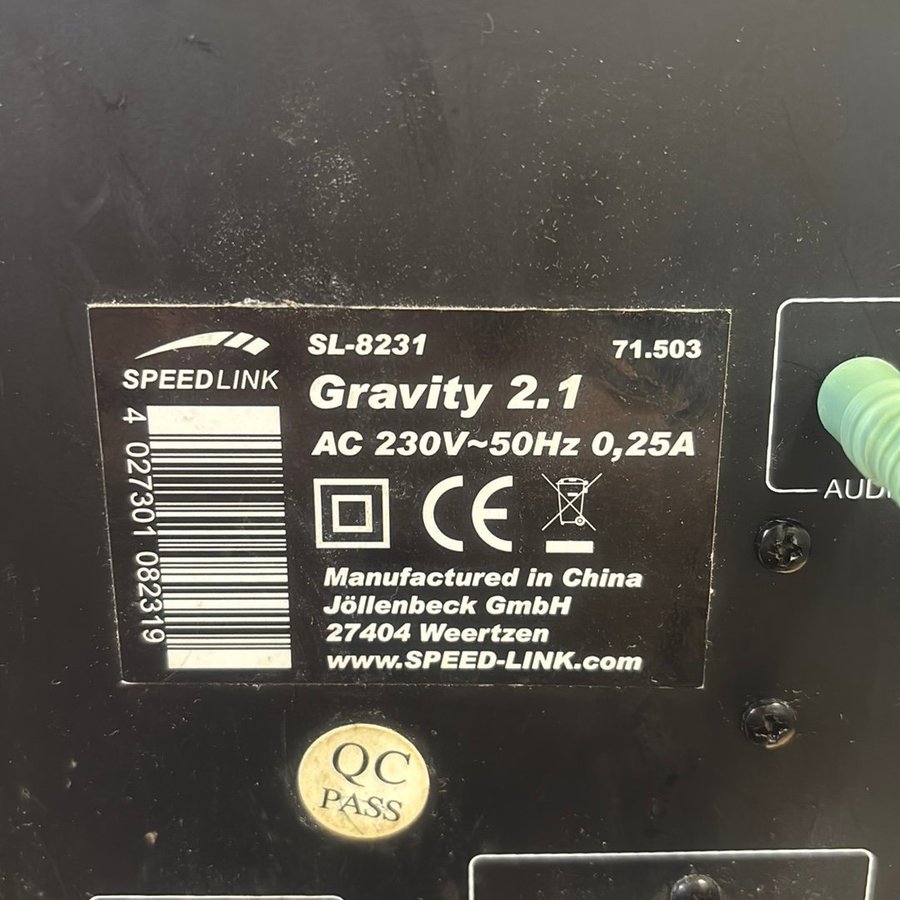 SPEEDLINK
SL-8231 71.503
Gravity 2.1
AC 230V~50Hz 0,25A
4 027301 082319
CE
Manufactured in China
Jöllenbeck GmbH
27404 Weertzen
www.SPEED-LINK.com
QC
PASS